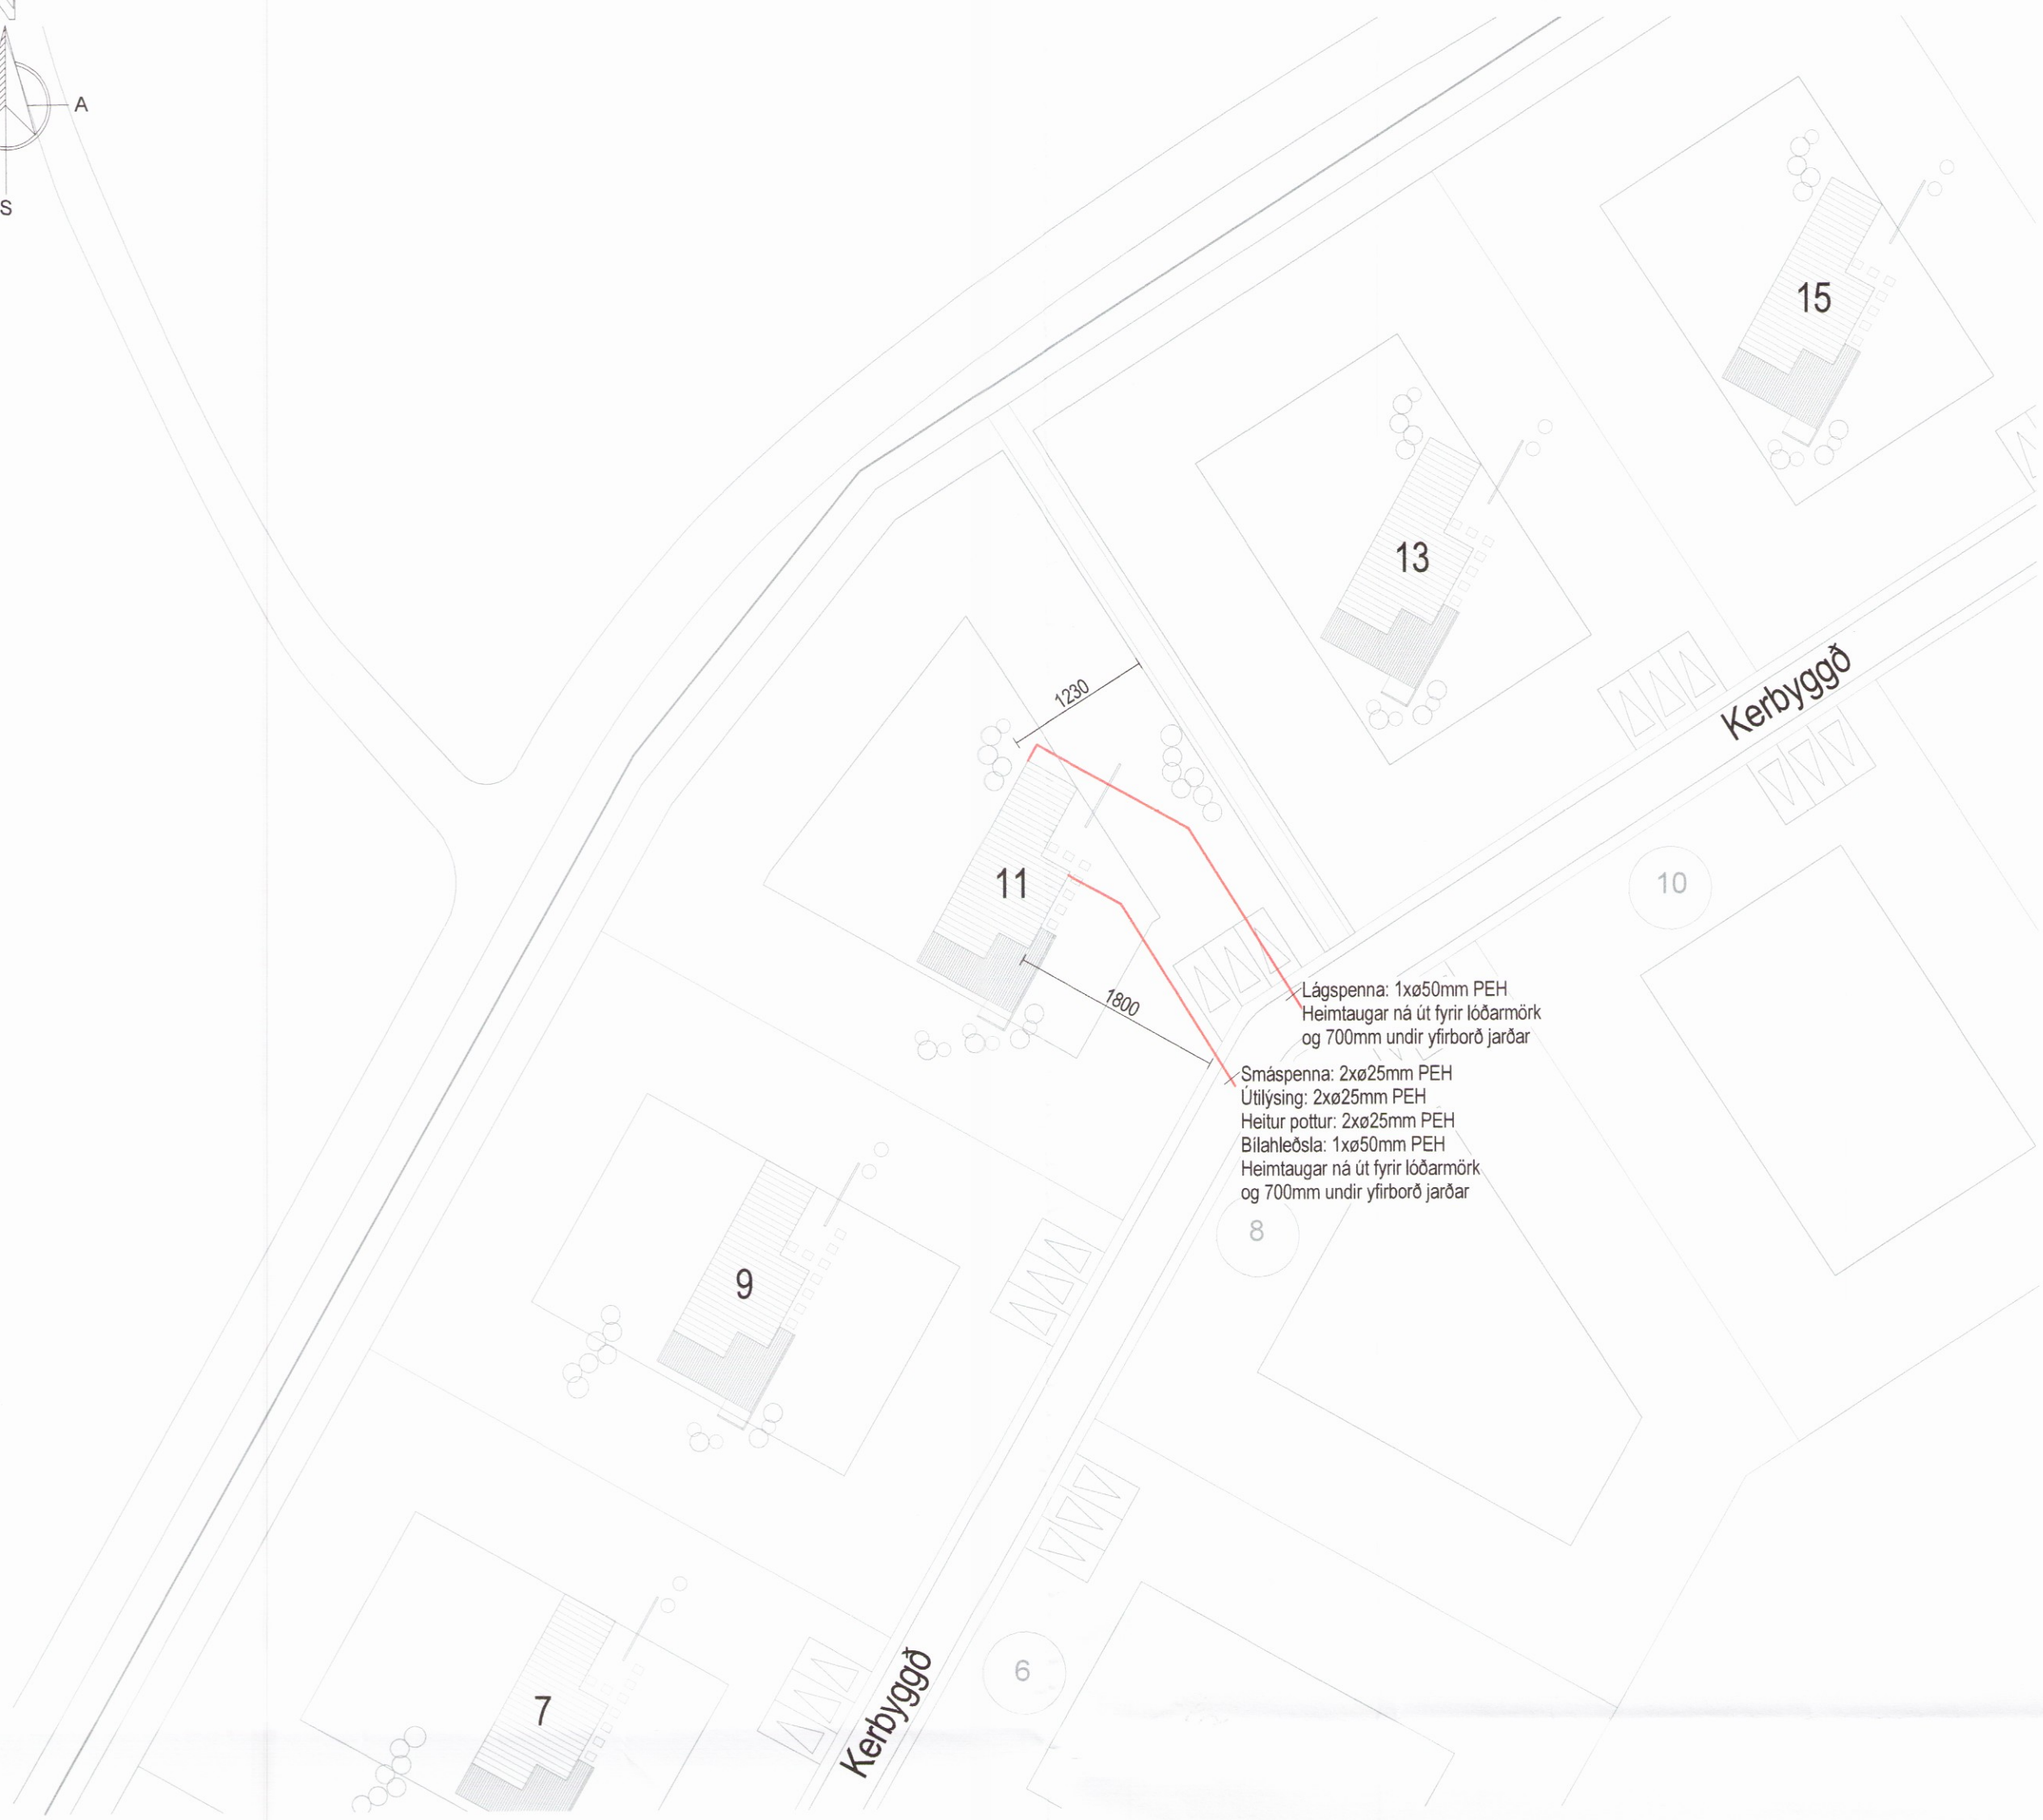 A
S
15
13
1230
Kerbyggð
11
10
1800
Lágspenna: 1xø50mm PEH
Heimtaugar ná út fyrir lóðarmörk
og 700mm undir yfirborð jarðar
Smáspenna: 2xø25mm PEH
Útilýsing: 2xø25mm PEH
Heitur pottur: 2xø25mm PEH
Bílahleðsla: 1xø50mm PEH
Heimtaugar ná út fyrir lóðarmörk
og 700mm undir yfirborð jarðar
8
9
6
Kerbyggð
7